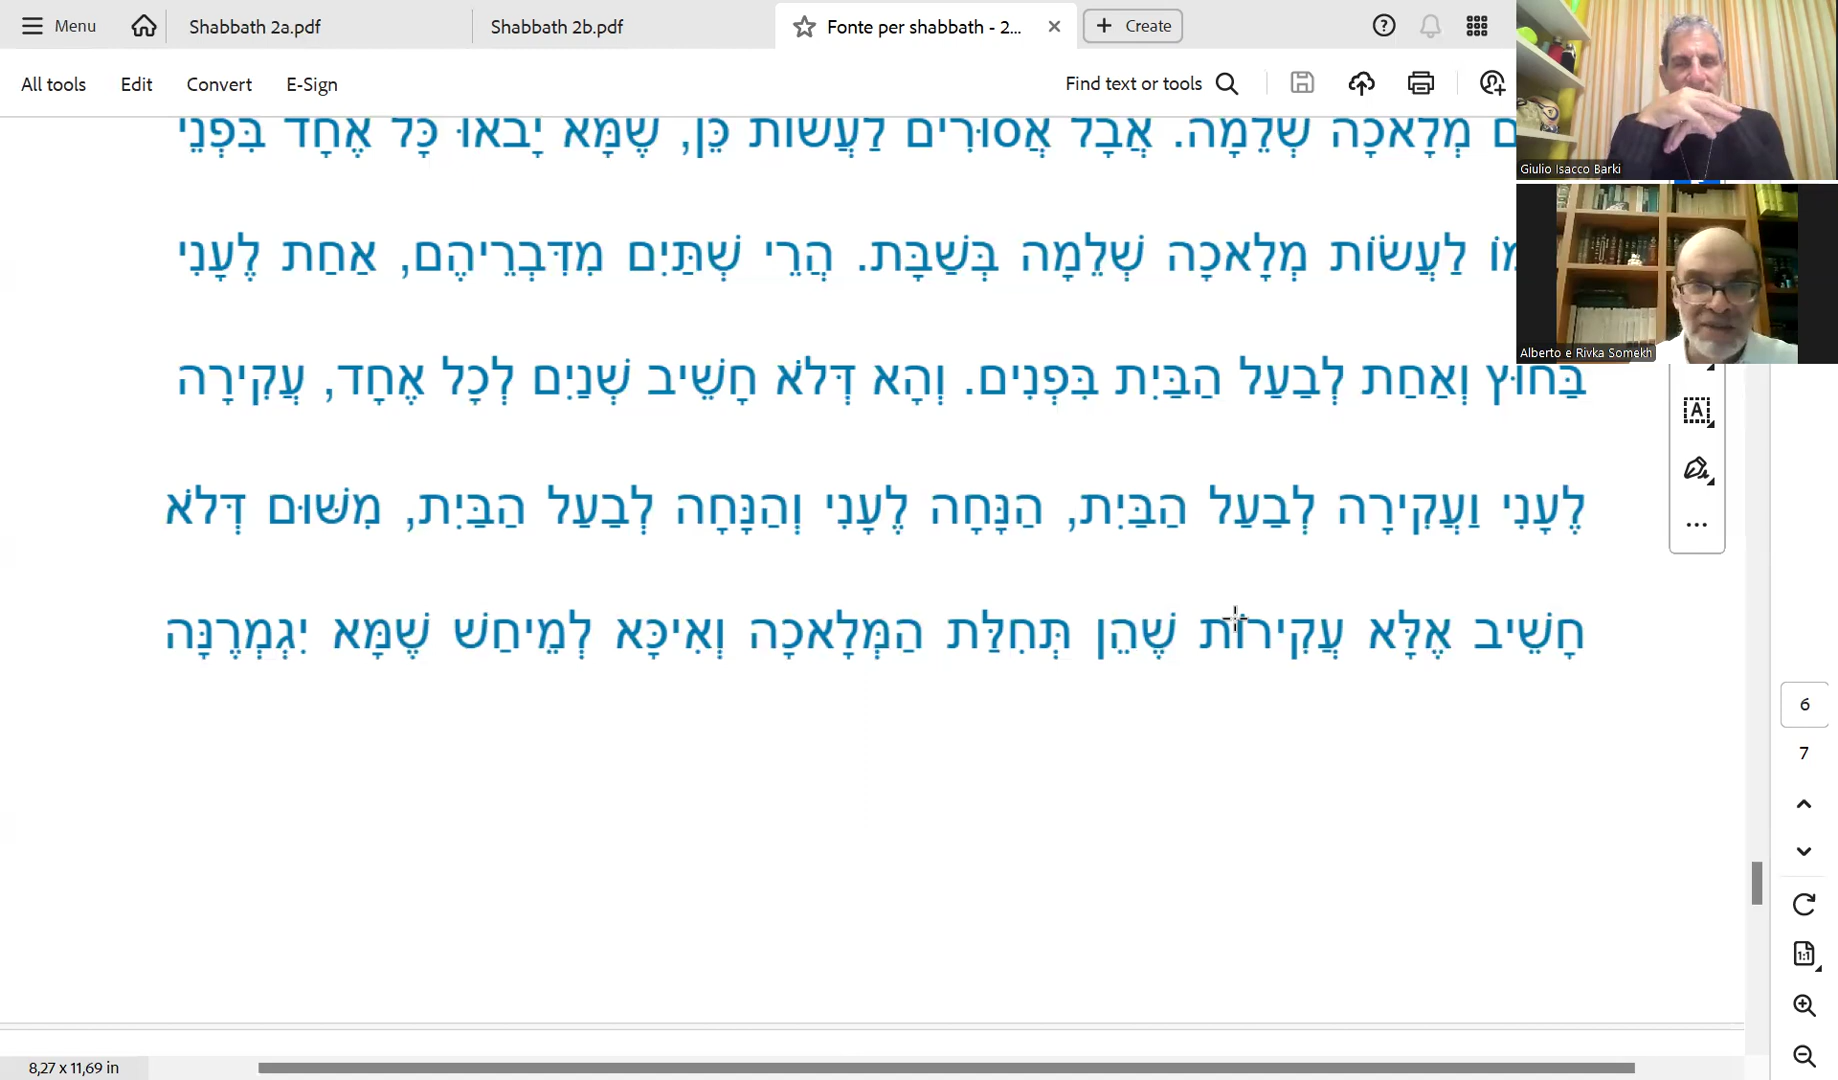 Menu
Shabbath 2a.pdf
Shabbath 2b.pdf
Fonte per shabbath - 2...
Create
All tools
Edit
Convert
E-Sign
Find text or tools
מְלָאכָה שְׁלֵמָה. אֲבָל אֲסוּרִים לַעֲשׂוֹת כֵּן, שֶׁמָּא יָבֹאוּ כָּל אֶחָד בִּפְנֵי
לַעֲשׂוֹת מְלָאכָה שְׁלֵמָה בְּשַׁבָּת. הֲרֵי שְׁתַּיִם מִדִּבְרֵיהֶם, אַחַת לֶעָנִי
בַּחוּץ וְאַחַת לְבַעַל הַבַּיִת בִּפְנִים. וְהָא דְּלֹא חָשֵׁיב שְׁנַיִם לְכָל אֶחָד, עֲקִירָה
לֶעָנִי וַעֲקִירָה לְבַעַל הַבַּיִת, הַנָּחָה לֶעָנִי וְהַנָּחָה לְבַעַל הַבַּיִת, מִשּׁוּם דְּלֹא
חָשֵׁיב אֶלָּא עֲקִירוֹת שֶׁהֵן תְּחִלַּת הַמְּלָאכָה וְאִיכָּא לְמֵיחַשׁ שֶׁמָּא יִגְמְרֶנָּה
Giulio Isacco Barki
Alberto e Rivka Somekh
6
7
8,27 x 11,69 in